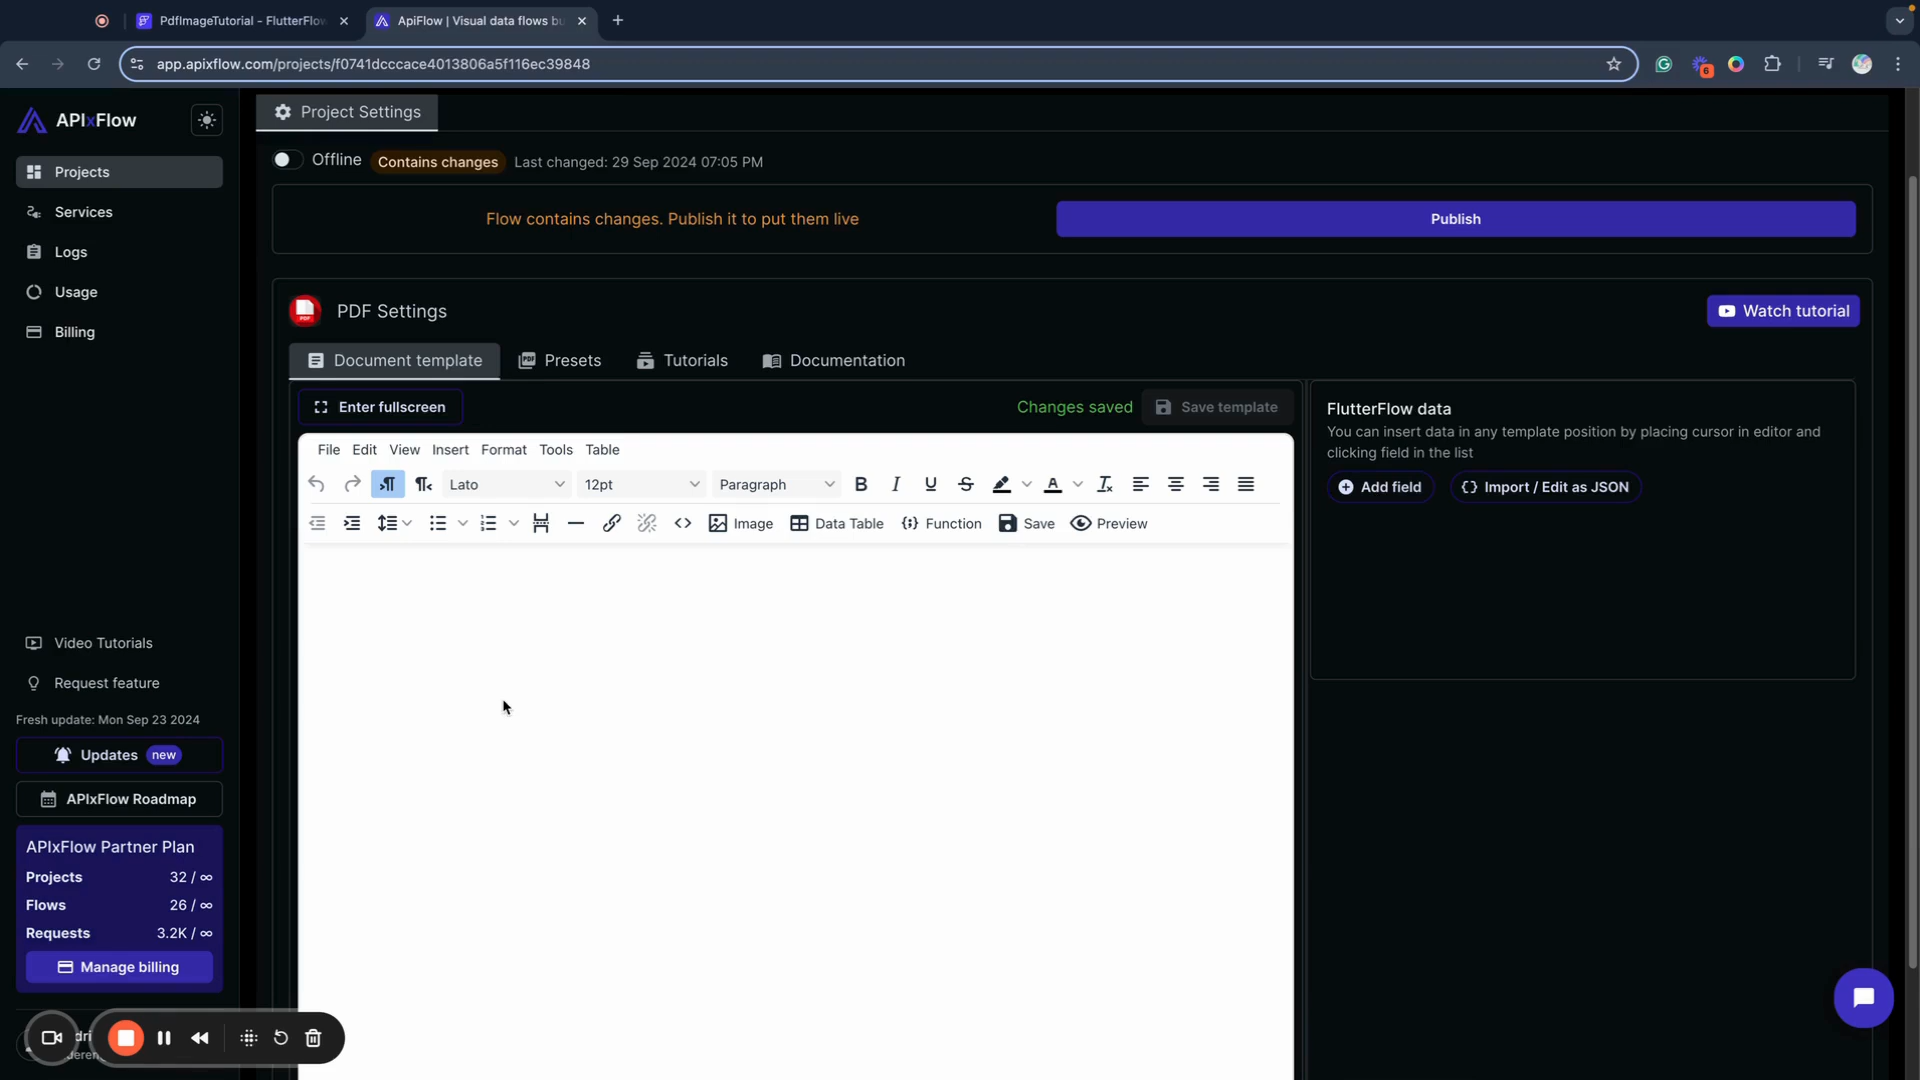 PdfImageTutorial - FlutterFlow
ApiFlow | Visual data flows bu
app.apixflow.com/projects/f0741dcccace4013806a5f116ec39848
6
APIxFlow
Projects
Services
Logs
Usage
Billing
Project Settings
Offline
Contains changes
Last changed: 29 Sep 2024 07:05 PM
Flow contains changes. Publish it to put them live
Publish
PDF
PDF Settings
Watch tutorial
Document template
Presets
Tutorials
Documentation
Enter fullscreen
Changes saved
Save template
File Edit View Insert Format Tools Table
Lato
12pt
Paragraph
Image
Data Table
Function
Save
Preview
FlutterFlow data
You can insert data in any template position by placing cursor in editor and
clicking field in the list
Add field
Import / Edit as JSON
Video Tutorials
Request feature
Fresh update: Mon Sep 23 2024
Updates new
APIxFlow Roadmap
APIxFlow Partner Plan
Projects 32 / ∞
Flows 26 / ∞
Requests 3.2K / ∞
Manage billing